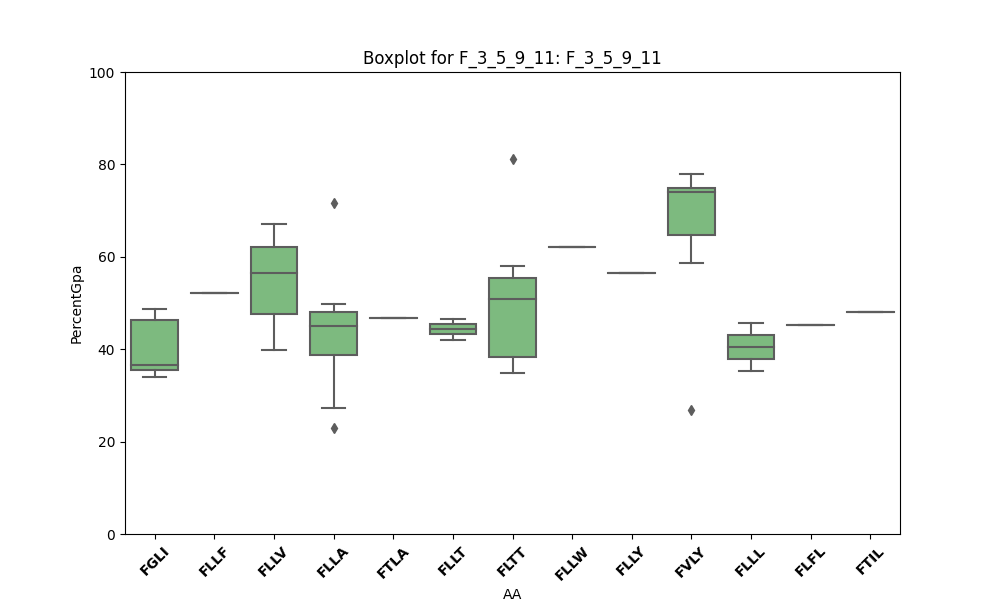 Boxplot for F_3_5_9_11: F_3_5_9_11
100
80
60
40
20
0
PercentGpa
FGLI FLLF FLLV FLLA FTLA FLLT FLTT FLLW FLLY FVLY FLLL FLFL FTIL
AA